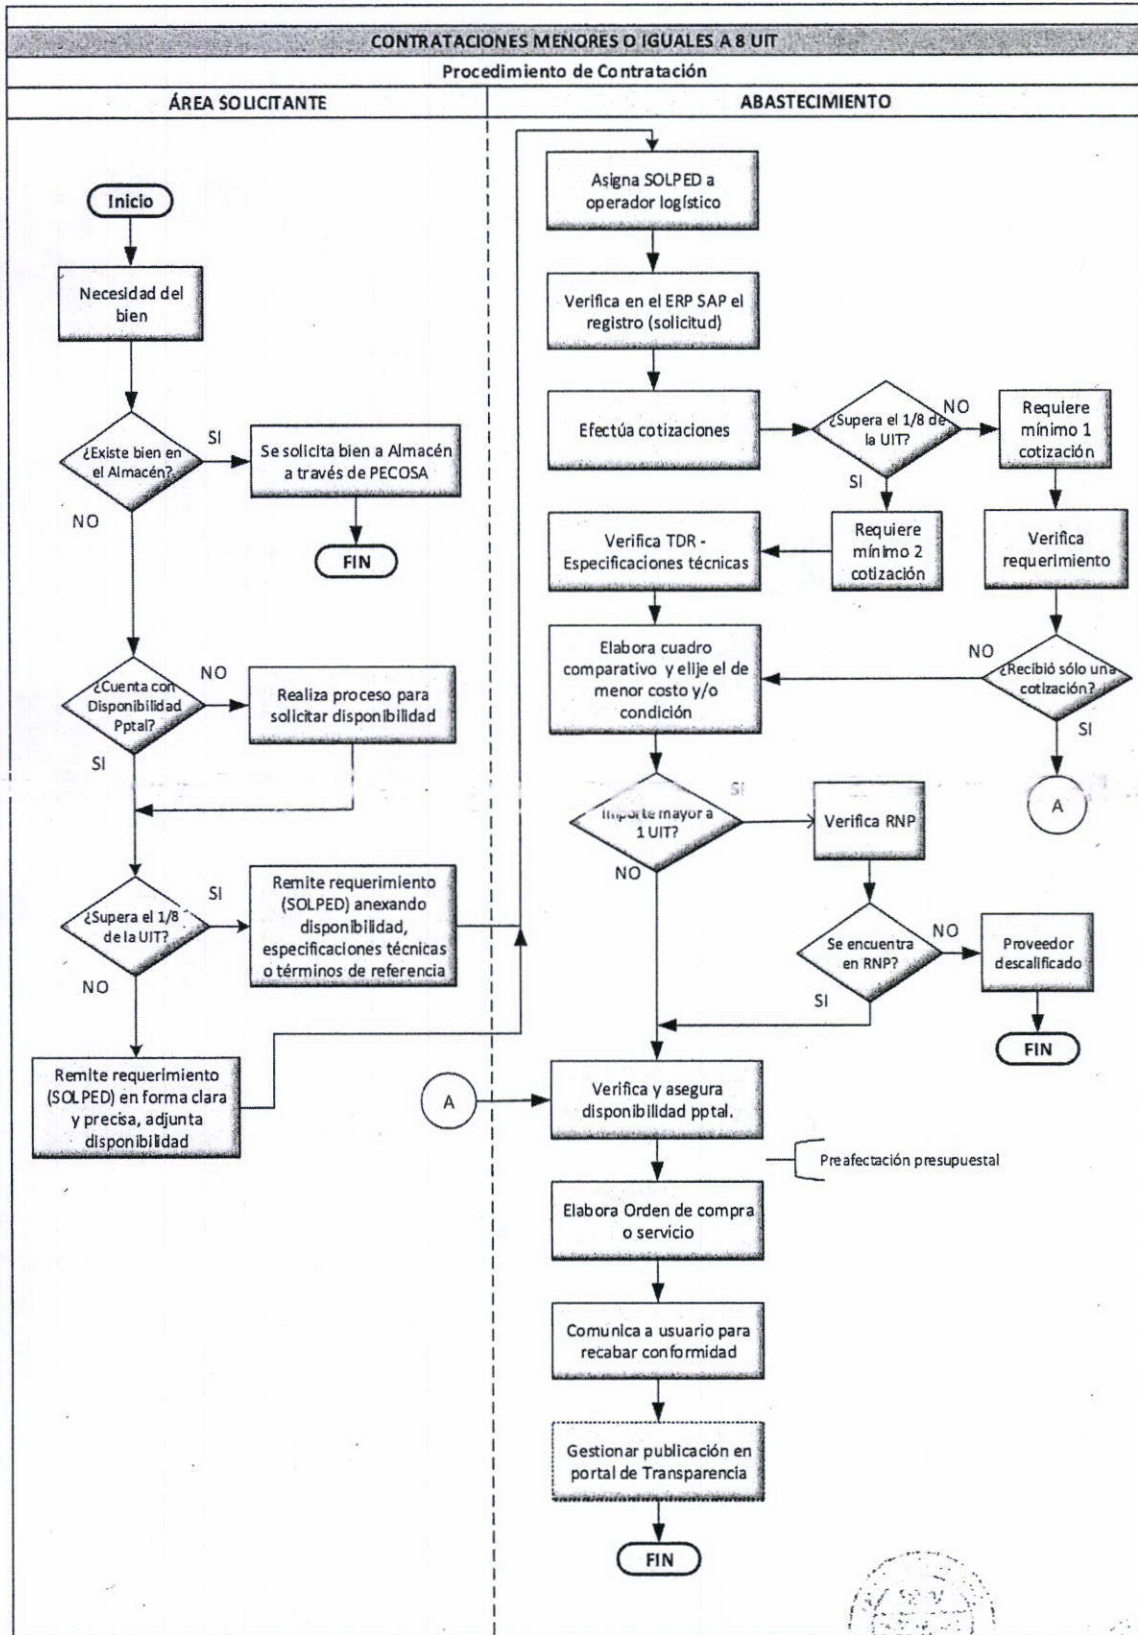 CONTRATACIONES MENORES O IGUALES A 8 UIT
Procedimiento de Contratación
ÁREA SOLICITANTE
ABASTECIMIENTO
Inicio
Necesidad del
bien
¿Existe bien en
el Almacén?
SI
NO
Se solicita bien a Almacén
a través de PECOSA
FIN
¿Cuenta con
Disponibilidad
Pptal?
NO
SI
Realiza proceso para
solicitar disponibilidad
¿Supera el 1/8
de la UIT?
SI
NO
Remite requerimiento
(SOLPED) anexando
disponibilidad,
especificaciones técnicas
o términos de referencia
Remite requerimiento
(SOLPED) en forma clara
y precisa, adjunta
disponibilidad
Asigna SOLPED a
operador logístico
Verifica en el ERP SAP el
registro (solicitud)
Efectúa cotizaciones
¿Supera el 1/8 de
la UIT?
NO
SI
Requiere
mínimo 1
cotización
Requiere
mínimo 2
cotización
Verifica TDR -
Especificaciones técnicas
Verifica
requerimiento
¿Recibió sólo una
cotización?
NO
SI
A
Elabora cuadro
comparativo y elije el de
menor costo y/o
condición
Importe mayor a
1 UIT?
SI
NO
Verifica RNP
Se encuentra
en RNP?
NO
SI
Proveedor
descalificado
FIN
A
Verifica y asegura
disponibilidad pptal.
Preafectación presupuestal
Elabora Orden de compra
o servicio
Comunica a usuario para
recabar conformidad
Gestionar publicación en
portal de Transparencia
FIN